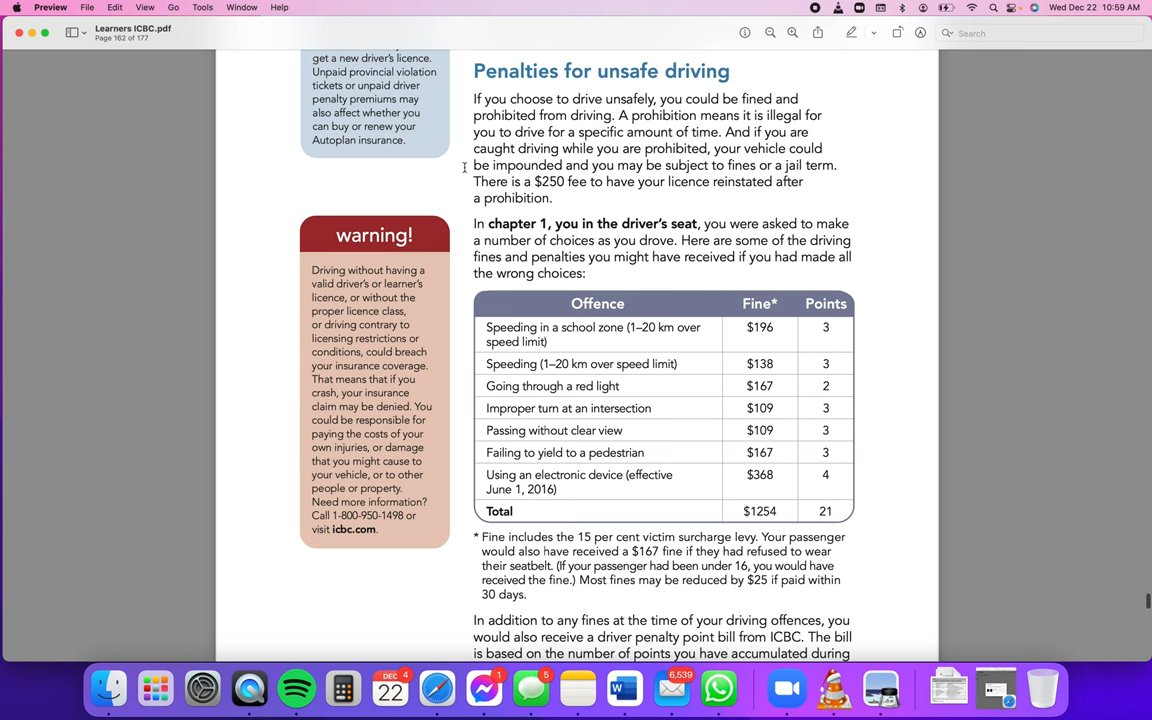 Preview File Edit View Go Tools Window Help
Wed Dec 22 10:59 AM
Learners ICBC.pdf
Page 162 of 177
Search
get a new driver's licence.
Unpaid provincial violation
tickets or unpaid driver
penalty premiums may
also affect whether you
can buy or renew your
Autoplan insurance.
warning!
Driving without having a
valid driver's or learner's
licence, or without the
proper licence class,
or driving contrary to
licensing restrictions or
conditions, could breach
your insurance coverage.
That means that if you
crash, your insurance
claim may be denied. You
could be responsible for
paying the costs of your
own injuries, or damage
that you might cause to
your vehicle, or to other
people or property.
Need more information?
Call 1-800-950-1498 or
visit icbc.com.
Penalties for unsafe driving
If you choose to drive unsafely, you could be fined and
prohibited from driving. A prohibition means it is illegal for
you to drive for a specific amount of time. And if you are
caught driving while you are prohibited, your vehicle could
be impounded and you may be subject to fines or a jail term.
There is a $250 fee to have your licence reinstated after
a prohibition.
In chapter 1, you in the driver's seat, you were asked to make
a number of choices as you drove. Here are some of the driving
fines and penalties you might have received if you had made all
the wrong choices:
Offence Fine* Points
Speeding in a school zone (1–20 km over $196 3
speed limit)
Speeding (1–20 km over speed limit) $138 3
Going through a red light $167 2
Improper turn at an intersection $109 3
Passing without clear view $109 3
Failing to yield to a pedestrian $167 3
Using an electronic device (effective $368 4
June 1, 2016)
Total $1254 21
* Fine includes the 15 per cent victim surcharge levy. Your passenger
would also have received a $167 fine if they had refused to wear
their seatbelt. (If your passenger had been under 16, you would have
received the fine.) Most fines may be reduced by $25 if paid within
30 days.
In addition to any fines at the time of your driving offences, you
would also receive a driver penalty point bill from ICBC. The bill
is based on the number of points you have accumulated during
DEC 4 1 5 6,539
22